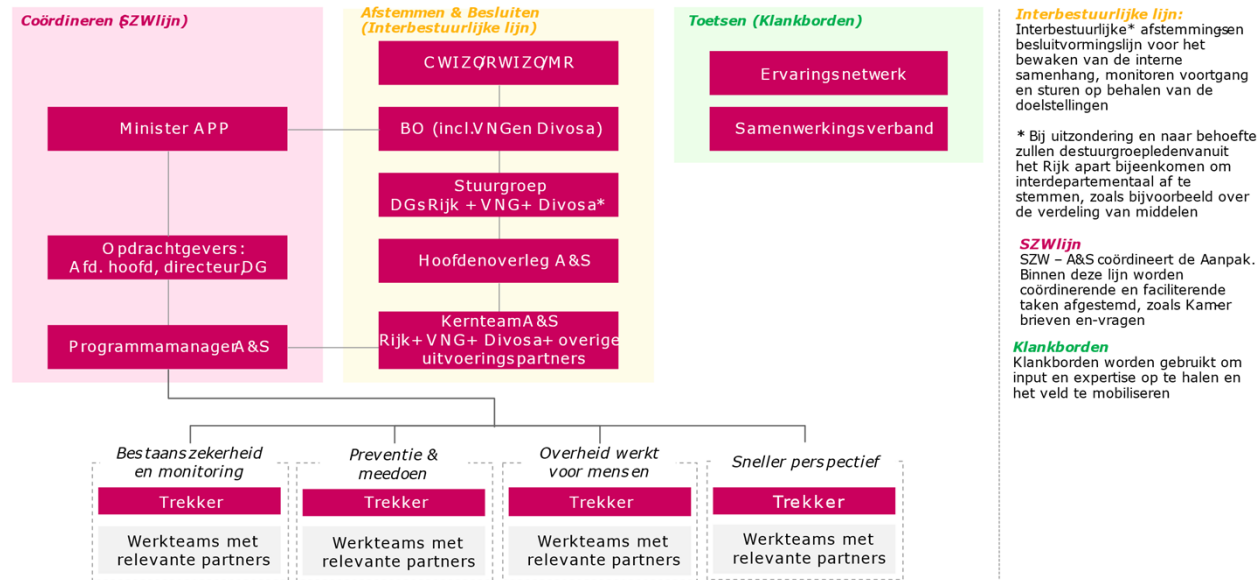 Coördineren (SZWlijn)
Minister APP
Opdrachtgevers:
Afd. hoofd, directeur,DG
ProgrammamanagerA&S
Afstemmen & Besluiten
(Interbestuurlijke lijn)
CWIZO/RWIZO/MR
BO (incl.VNGen Divosa)
Stuurgroep
DGsRijk + VNG+ Divosa*
Hoofdenoverleg A&S
KernteamA&S
Rijk+ VNG+ Divosa+ overige
uitvoeringspartners
Toetsen (Klankborden)
Ervaringsnetwerk
Samenwerkingsverband
Interbestuurlijke lijn:
Interbestuurlijke* afstemmings-en
besluitvormingslijn voor het
bewaken van de interne
samenhang, monitoren voortgang
en sturen op behalen van de
doelstellingen
* Bij uitzondering en naar behoefte
zullen destuurgroepledenvanuit
het Rijk apart bijeenkomen om
interdepartementaal af te
stemmen, zoals bijvoorbeeld over
de verdeling van middelen
SZWlijn
SZW – A&S coördineert de Aanpak.
Binnen deze lijn worden
coördinerende en faciliterende
taken afgestemd, zoals Kamer-
brieven en-vragen
Klankborden
Klankborden worden gebruikt om
input en expertise op te halen en
het veld te mobiliseren
Bestaanszekerheid
en monitoring
Trekker
Werkteams met
relevante partners
Preventie &
meedoen
Trekker
Werkteams met
relevante partners
Overheid werkt
voor mensen
Trekker
Werkteams met
relevante partners
Sneller perspectief
Trekker
Werkteams met
relevante partners